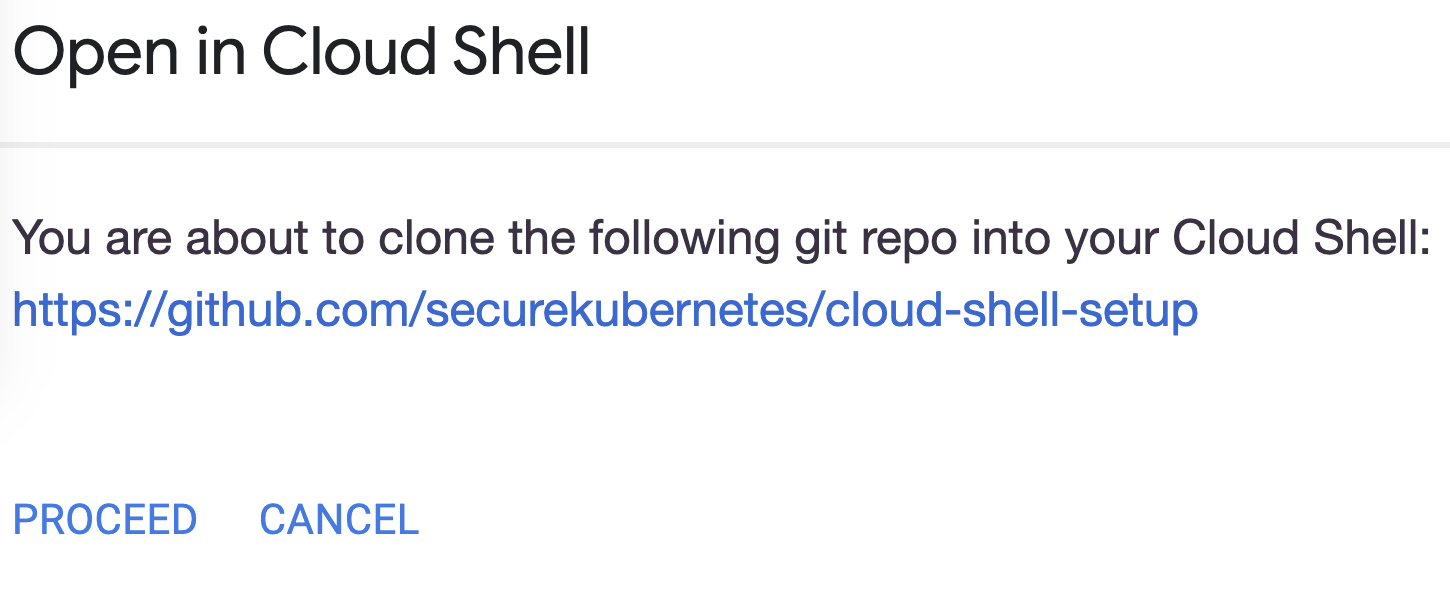 Open in Cloud Shell
You are about to clone the following git repo into your Cloud Shell:
https://github.com/securekubernetes/cloud-shell-setup
PROCEED CANCEL